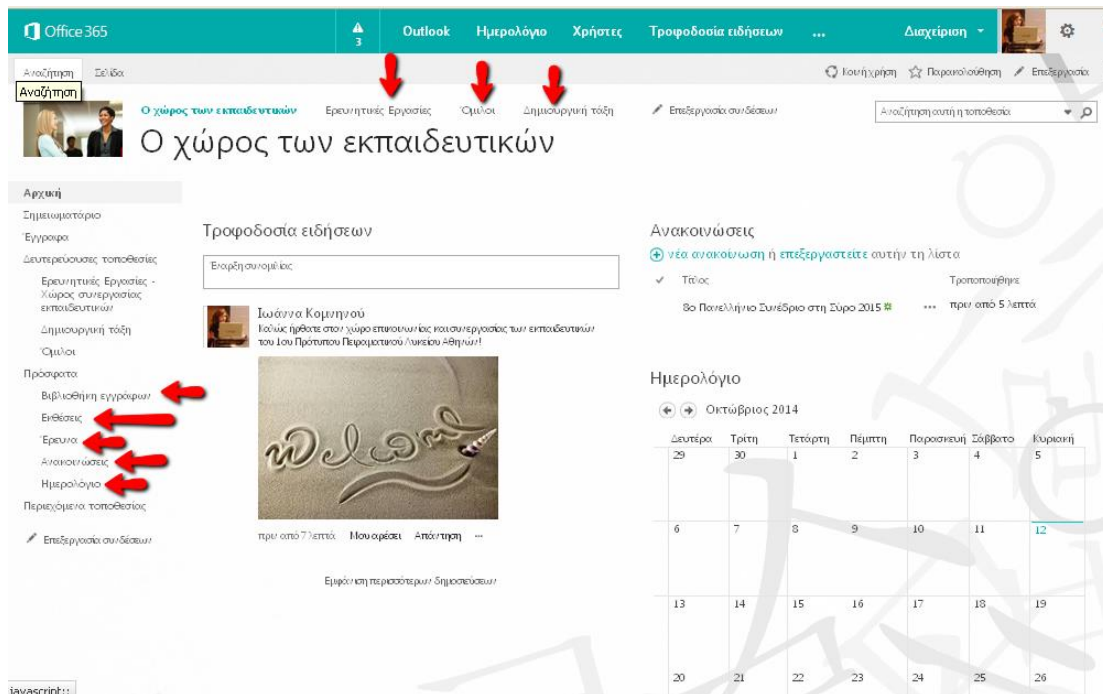 Office 365
3
Outlook Ημερολόγιο Χρήστες Τροφοδοσία ειδήσεων ... Διαχείριση
Αναζήτηση Σελίδα
Κοινή χρήση Παρακολούθηση Επεξεργασία
Αναζήτηση
Ο χώρος των εκπαιδευτικών Ερευνητικές Εργασίες Όμιλοι Δημιουργική τάξη Επεξεργασία συνδέσεων
Αναζήτηση αυτή η τοποθεσία
Ο χώρος των εκπαιδευτικών
Αρχική
Σημειωματάριο
Έγγραφα
Δευτερεύουσες τοποθεσίες
Ερευνητικές Εργασίες -
Χώρος συνεργασίας
εκπαιδευτικών
Δημιουργική τάξη
Όμιλοι
Πρόσφατα
Βιβλιοθήκη εγγράφων
Εκθέσεις
Έρευνα
Ανακοινώσεις
Ημερολόγιο
Περιεχόμενα τοποθεσίας
Επεξεργασία συνδέσεων
Τροφοδοσία ειδήσεων
Έναρξη συνομιλίας
Ιωάννα Κομνηνού
Καλώς ήρθατε στον χώρο επικοινωνίας και συνεργασίας των εκπαιδευτικών
του 1ου Πρότυπου Πειραματικού Λυκείου Αθηνών!
Welcome
πριν από 7 λεπτά Μου αρέσει Απάντηση ...
Εμφάνιση περισσότερων δημοσιεύσεων
Ανακοινώσεις
νέα ανακοίνωση ή επεξεργαστείτε αυτήν τη λίστα
Τίτλος Τροποποιήθηκε
8ο Πανελλήνιο Συνέδριο στη Σύρο 2015 ... πριν από 5 λεπτά
Ημερολόγιο
Οκτώβριος 2014
Δευτέρα Τρίτη Τετάρτη Πέμπτη Παρασκευή Σάββατο Κυριακή
29 30 1 2 3 4 5
6 7 8 9 10 11 12
13 14 15 16 17 18 19
20 21 22 23 24 25 26
javascript:;